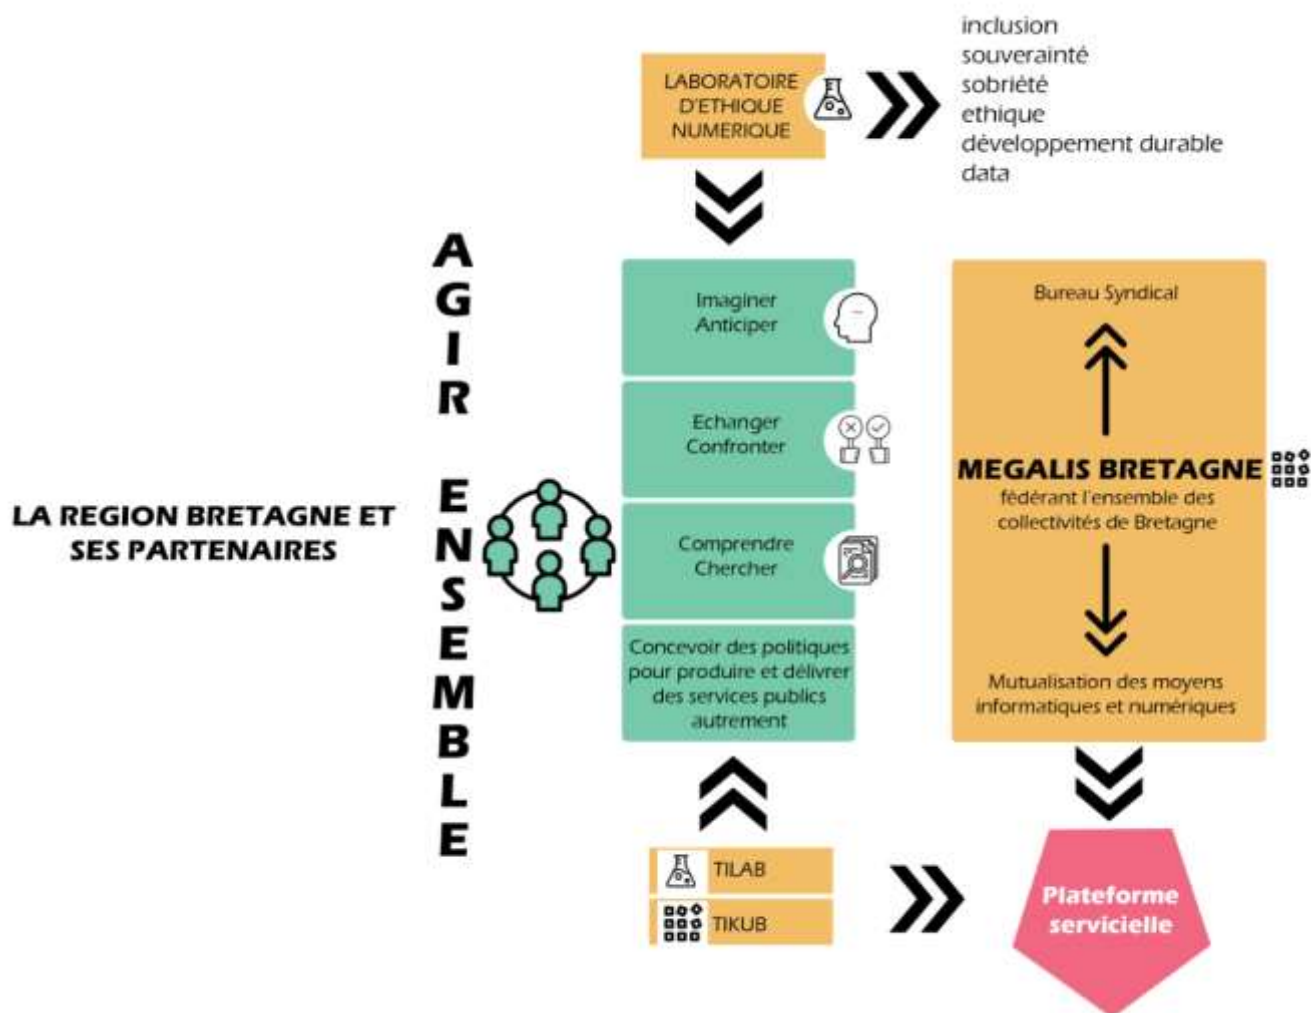 inclusion
souverainté
sobriété
ethique
développement durable
data
LABORATOIRE
D'ETHIQUE
NUMERIQUE
LA REGION BRETAGNE ET
SES PARTENAIRES
AGIR ENSEMBLE
Imaginer
Anticiper
Echanger
Confronter
Comprendre
Chercher
Concevoir des politiques
pour produire et délivrer
des services publics
autrement
Bureau Syndical
MEGALIS BRETAGNE
fédérant l'ensemble des
collectivités de Bretagne
Mutualisation des moyens
informatiques et numériques
TILAB
TIKUB
Plateforme
servicielle